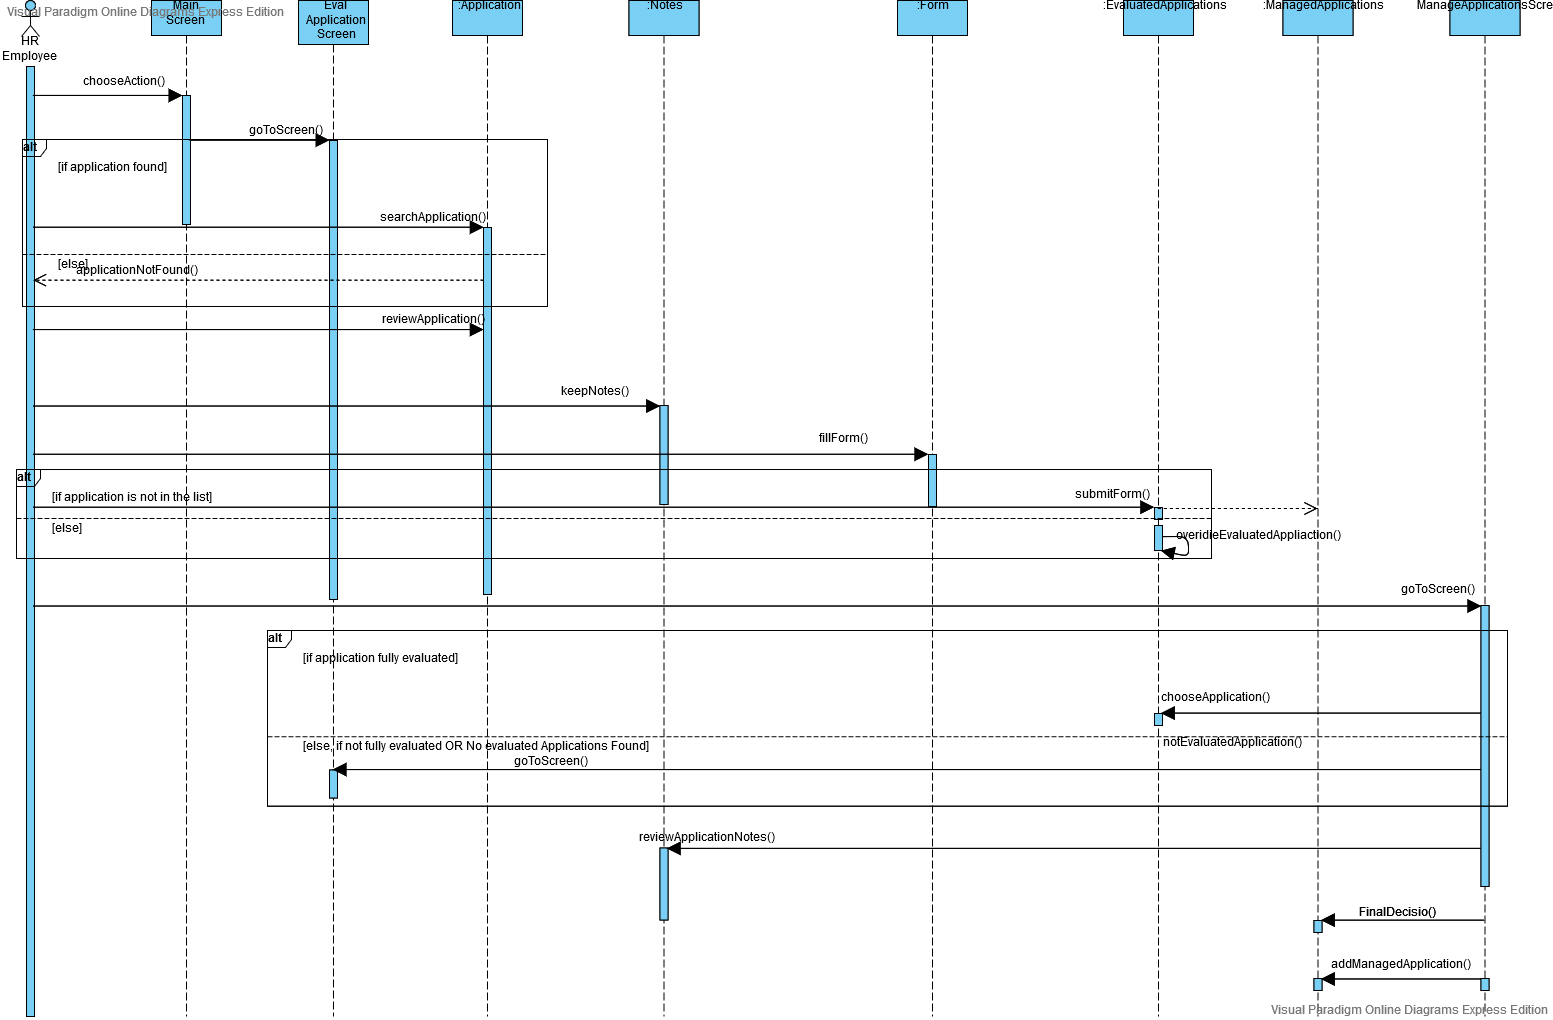 Visual Paradigm Online Diagrams Express Edition
HR
Employee
Main
Screen
Eval
Application
Screen
:Application
:Notes
:Form
:EvaluatedApplications
:ManagedApplications
ManageApplicationsScre
chooseAction()
goToScreen()
alt
[if application found]
searchApplication()
[else]
applicationNotFound()
reviewApplication()
keepNotes()
fillForm()
alt
[if application is not in the list]
submitForm()
[else]
overidieEvaluatedAppliaction()
goToScreen()
alt
[if application fully evaluated]
chooseApplication()
[else, if not fully evaluated OR No evaluated Applications Found]
notEvaluatedApplication()
goToScreen()
reviewApplicationNotes()
FinalDecisio()
addManagedApplication()
Visual Paradigm Online Diagrams Express Edition